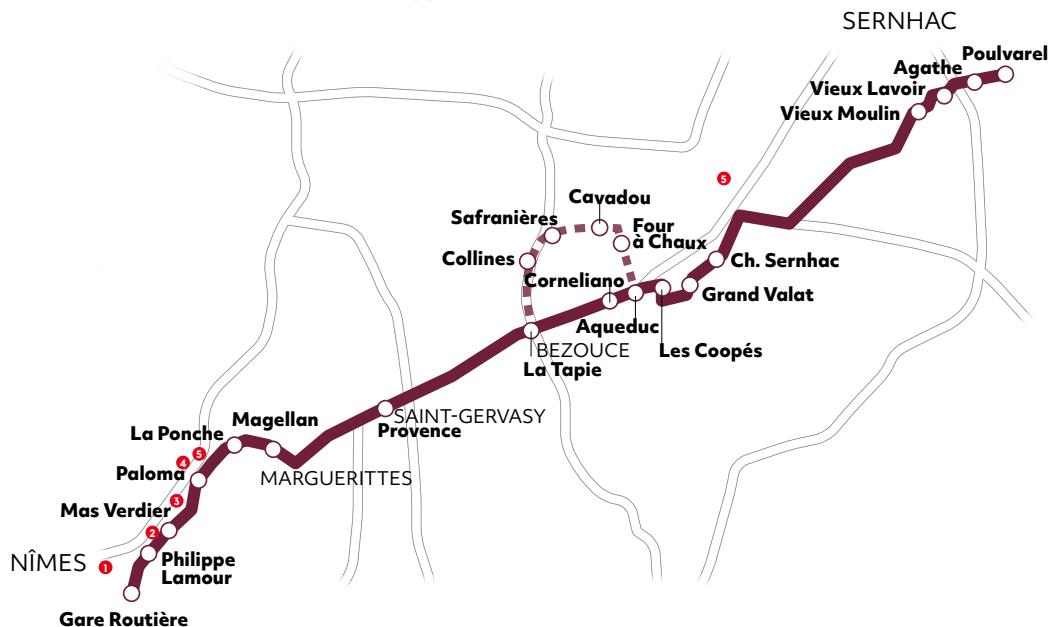 SERNHAC
Poulvarel
Agathe
Vieux Lavoir
Vieux Moulin
5
Cavadou
Safranières
Four
à Chaux
Collines
Ch. Sernhac
Corneliano
Grand Valat
Aqueduc
Les Coopés
BEZOUCE
La Tapie
SAINT-GERVASY
Provence
Magellan
La Ponche
5
4
Paloma
MARGUERITTES
3
Mas Verdier
2
NÎMES
1
Philippe
Lamour
Gare Routière